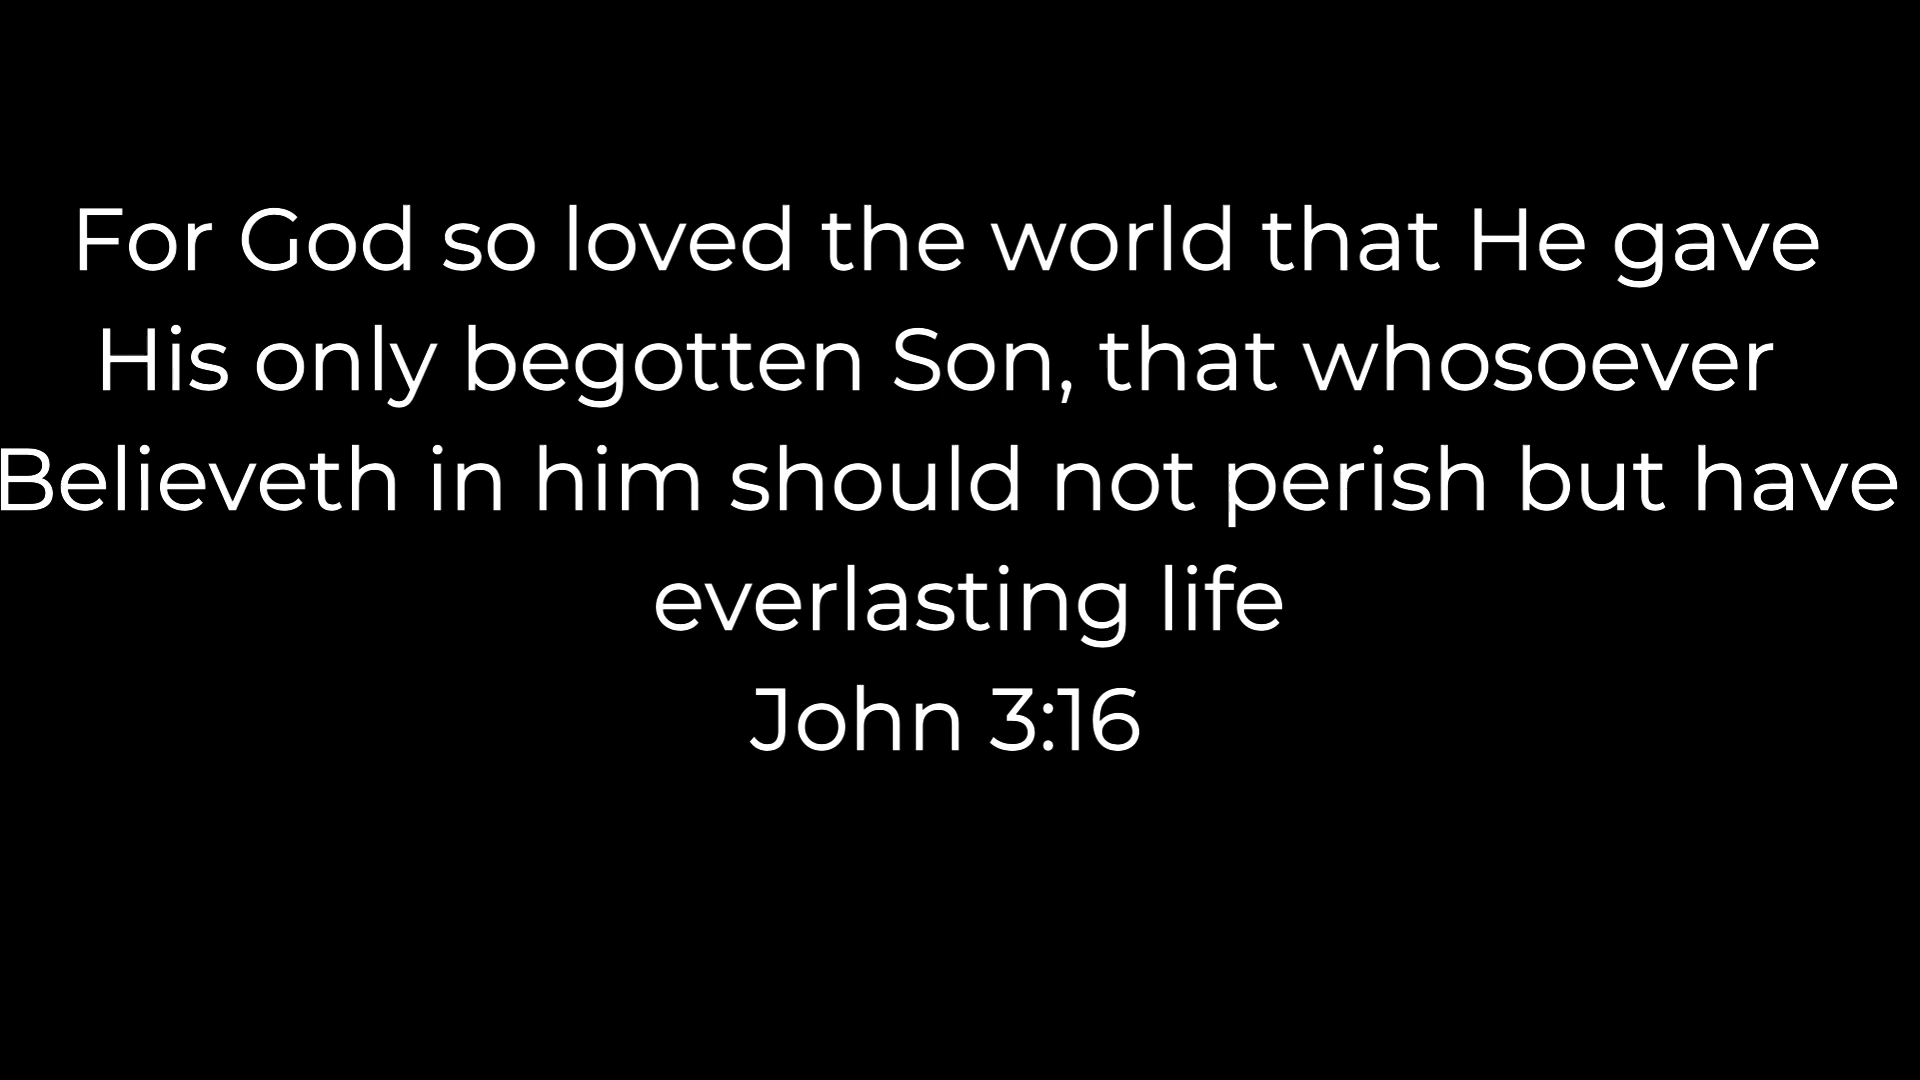 For God so loved the world that He gave
His only begotten Son, that whosoever
Believeth in him should not perish but have
everlasting life
John 3:16